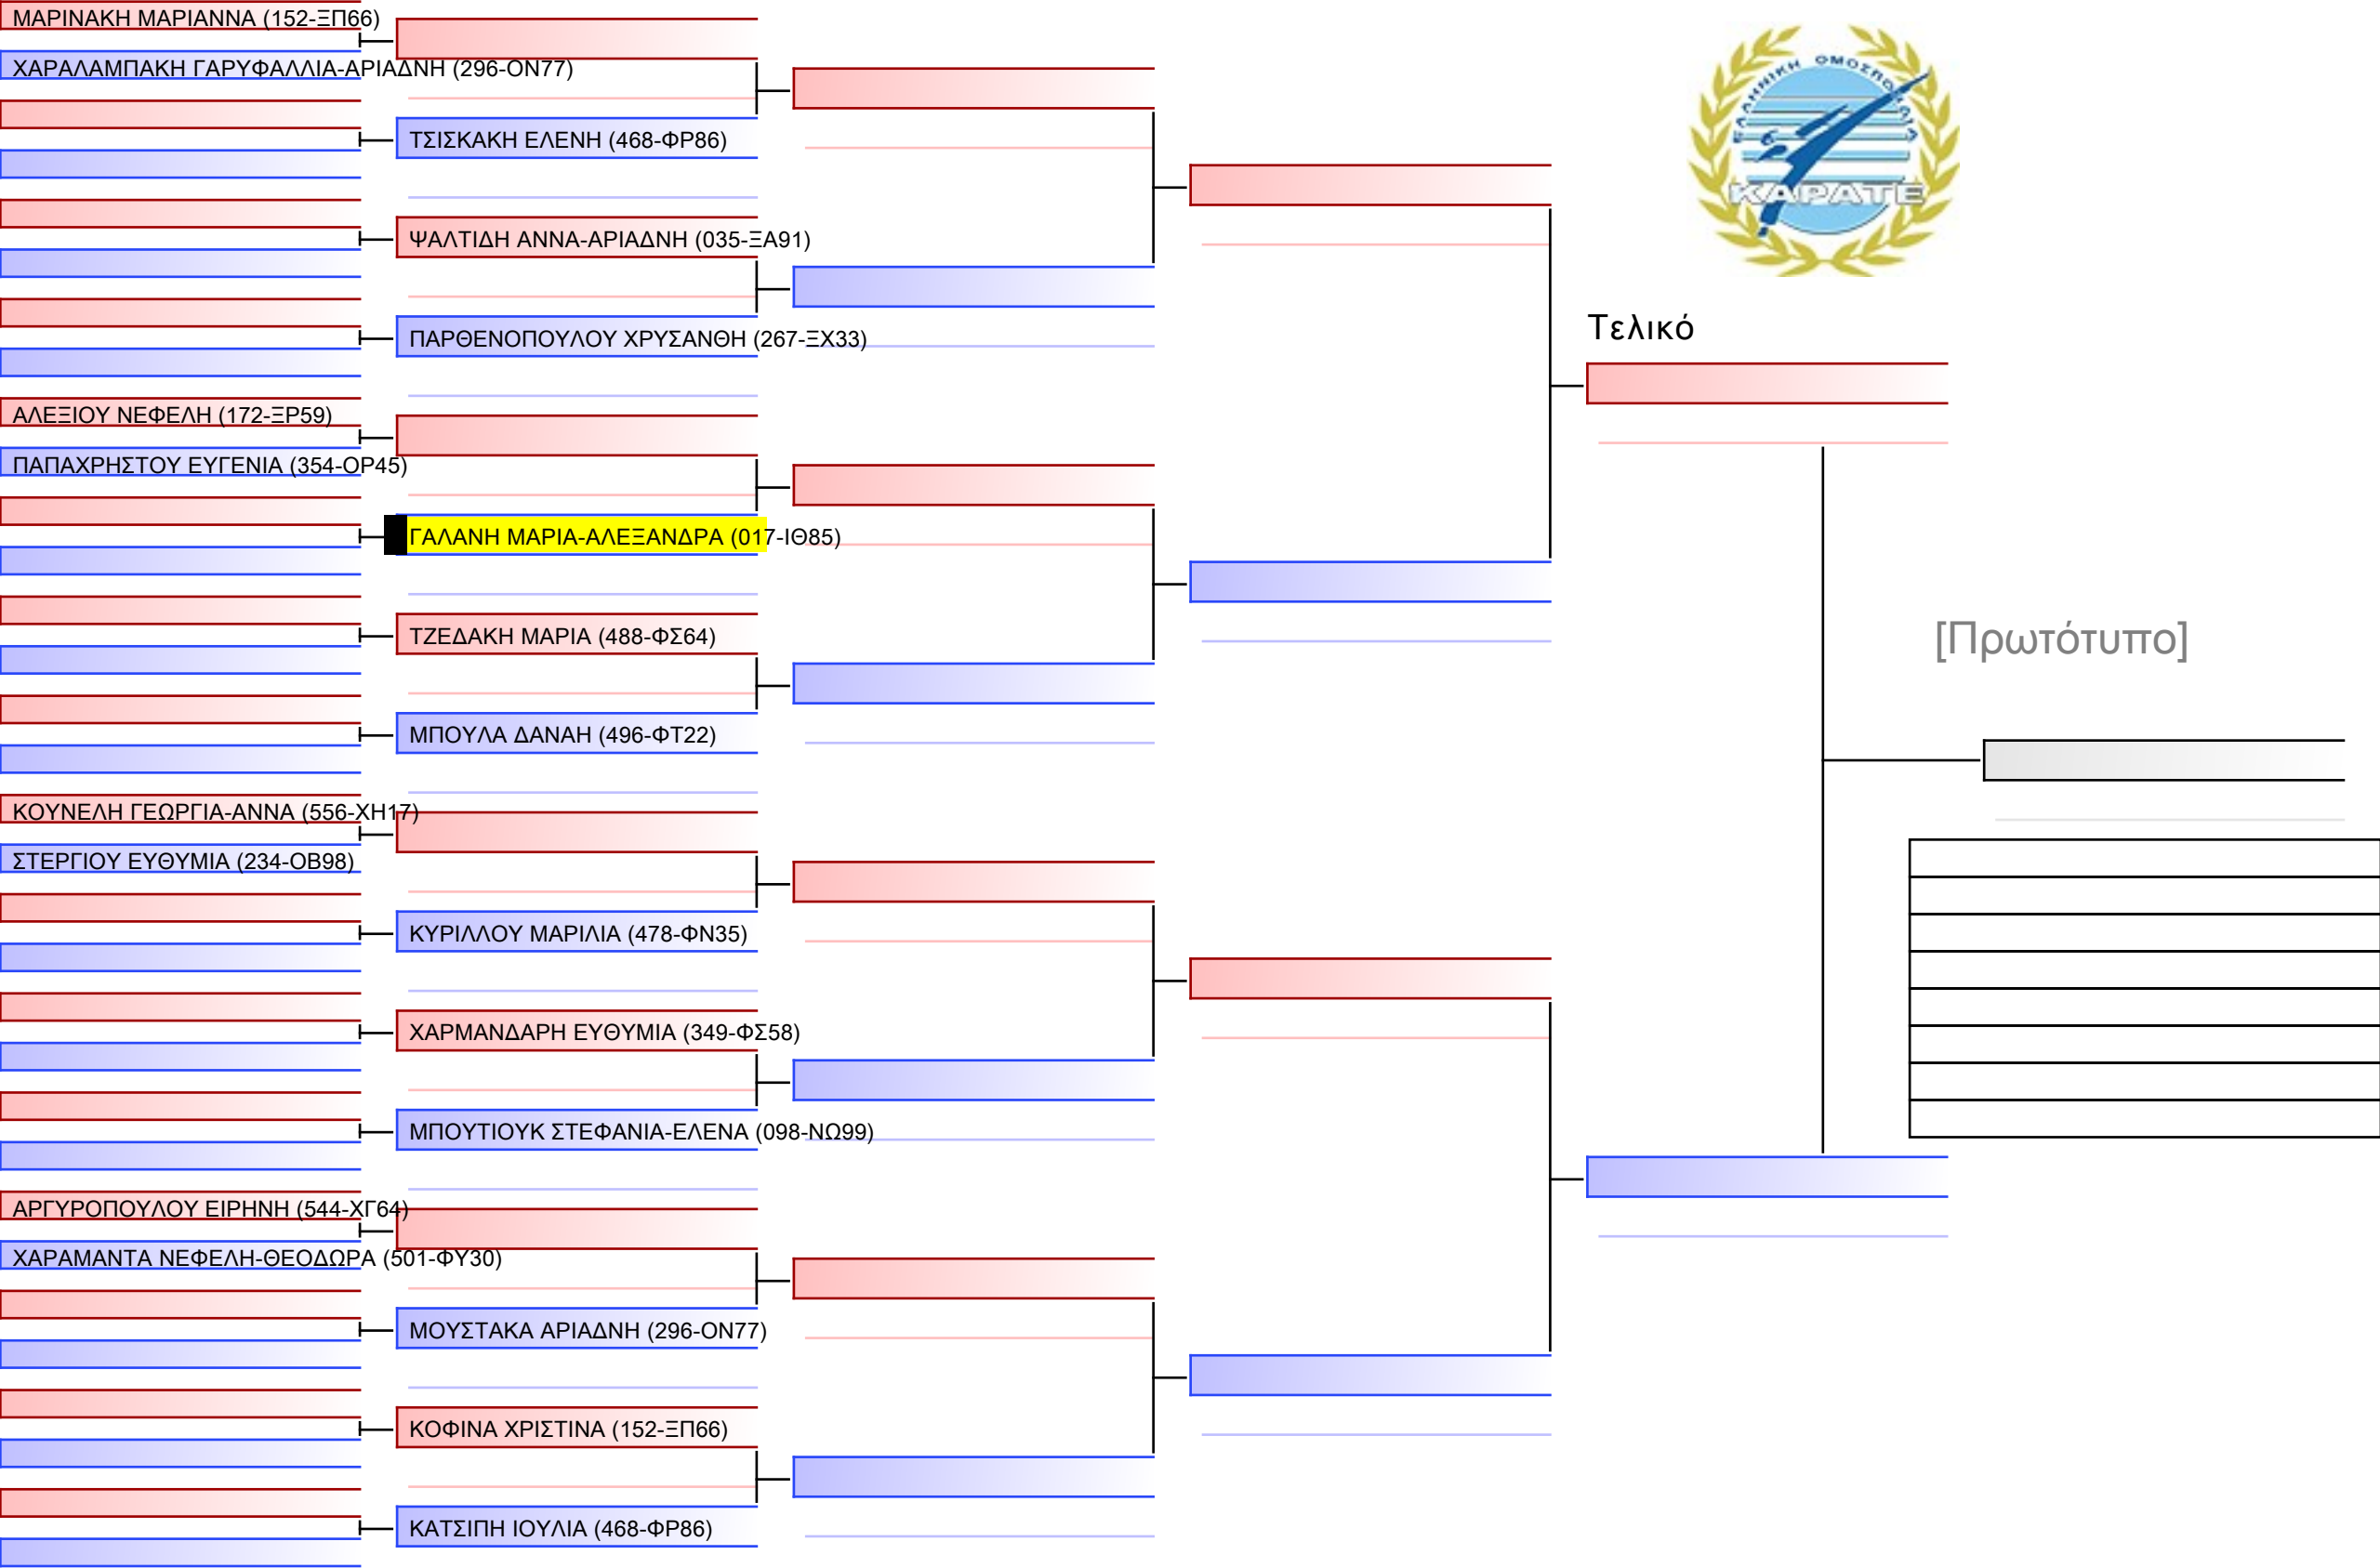 ΜΑΡΙΝΑΚΗ ΜΑΡΙΑΝΝΑ (152-ΞΠ66)
ΧΑΡΑΛΑΜΠΑΚΗ ΓΑΡΥΦΑΛΛΙΑ-ΑΡΙΑΔΝΗ (296-ΟΝ77)
ΤΣΙΣΚΑΚΗ ΕΛΕΝΗ (468-ΦΡ86)
ΨΑΛΤΙΔΗ ΑΝΝΑ-ΑΡΙΑΔΝΗ (035-ΞΑ91)
ΠΑΡΘΕΝΟΠΟΥΛΟΥ ΧΡΥΣΑΝΘΗ (267-ΞΧ33)
ΑΛΕΞΙΟΥ ΝΕΦΕΛΗ (172-ΞΡ59)
ΠΑΠΑΧΡΗΣΤΟΥ ΕΥΓΕΝΙΑ (354-ΟΡ45)
ΓΑΛΑΝΗ ΜΑΡΙΑ-ΑΛΕΞΑΝΔΡΑ (017-ΙΘ85)
ΤΖΕΔΑΚΗ ΜΑΡΙΑ (488-ΦΣ64)
ΜΠΟΥΛΑ ΔΑΝΑΗ (496-ΦΤ22)
ΚΟΥΝΕΛΗ ΓΕΩΡΓΙΑ-ΑΝΝΑ (556-ΧΗ17)
ΣΤΕΡΓΙΟΥ ΕΥΘΥΜΙΑ (234-ΟΒ98)
ΚΥΡΙΛΛΟΥ ΜΑΡΙΛΙΑ (478-ΦΝ35)
ΧΑΡΜΑΝΔΑΡΗ ΕΥΘΥΜΙΑ (349-ΦΣ58)
ΜΠΟΥΤΙΟΥΚ ΣΤΕΦΑΝΙΑ-ΕΛΕΝΑ (098-ΝΩ99)
ΑΡΓΥΡΟΠΟΥΛΟΥ ΕΙΡΗΝΗ (544-ΧΓ64)
ΧΑΡΑΜΑΝΤΑ ΝΕΦΕΛΗ-ΘΕΟΔΩΡΑ (501-ΦΥ30)
ΜΟΥΣΤΑΚΑ ΑΡΙΑΔΝΗ (296-ΟΝ77)
ΚΟΦΙΝΑ ΧΡΙΣΤΙΝΑ (152-ΞΠ66)
ΚΑΤΣΙΠΗ ΙΟΥΛΙΑ (468-ΦΡ86)
ΕΛΛΗΝΙΚΗ ΟΜΟΣΠΟΝΔΙΑ
ΚΑΡΑΤΕ
Τελικό
[Πρωτότυπο]